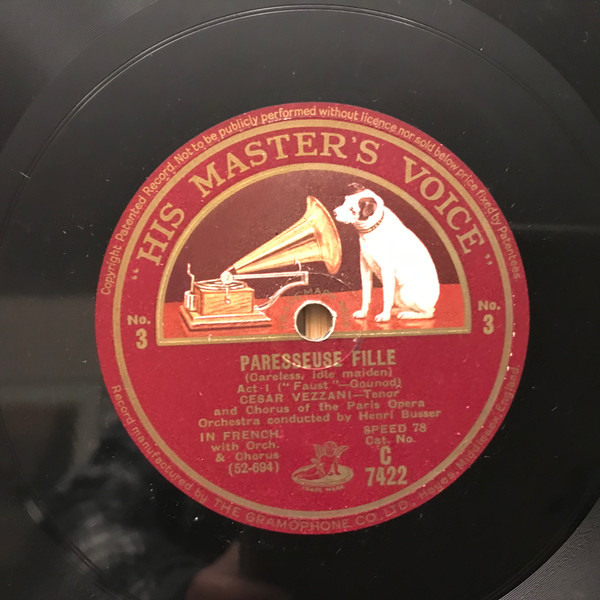 Copyright Patented Record. Not to be publicly performed without licence nor sold below price fixed by Patentees
"HIS MASTER'S VOICE"
No.
3
No.
3
PARESSEUSE FILLE
(Careless, idle maiden)
Act-I ("Faust"—Gounod)
CESAR VEZZANI—Tenor
and Chorus of the Paris Opera
Orchestra conducted by Henri Busser
IN FRENCH.
with Orch.
& Chorus
(52-694)
SPEED 78
Cat. No.
C
7422
TRADE MARK
Record manufactured by THE GRAMOPHONE CO. LTD., Hayes, Middlesex, England.